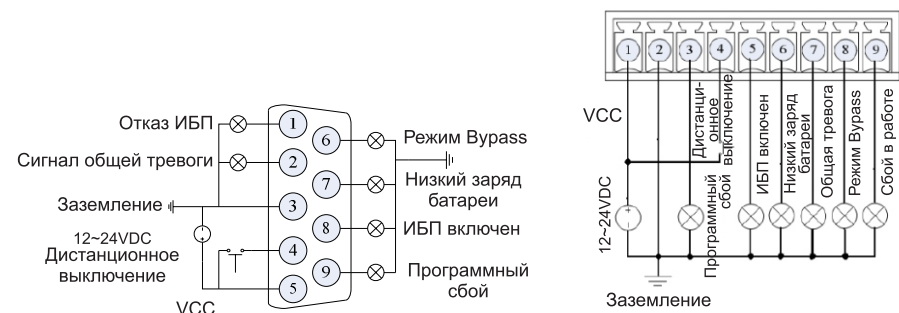 Отказ ИБП
Сигнал общей тревоги
Заземление
12~24VDC
Дистанционное
выключение
VCC
1
2
3
4
5
6
7
8
9
Режим Bypass
Низкий заряд
батареи
ИБП включен
Программный
сбой
1
2
3
4
5
6
7
8
9
VCC
12~24VDC
Дистанци-
онное
выключение
Программный
сбой
ИБП включен
Низкий заряд
батареи
Общая тревога
Режим Bypass
Сбой в работе
Заземление